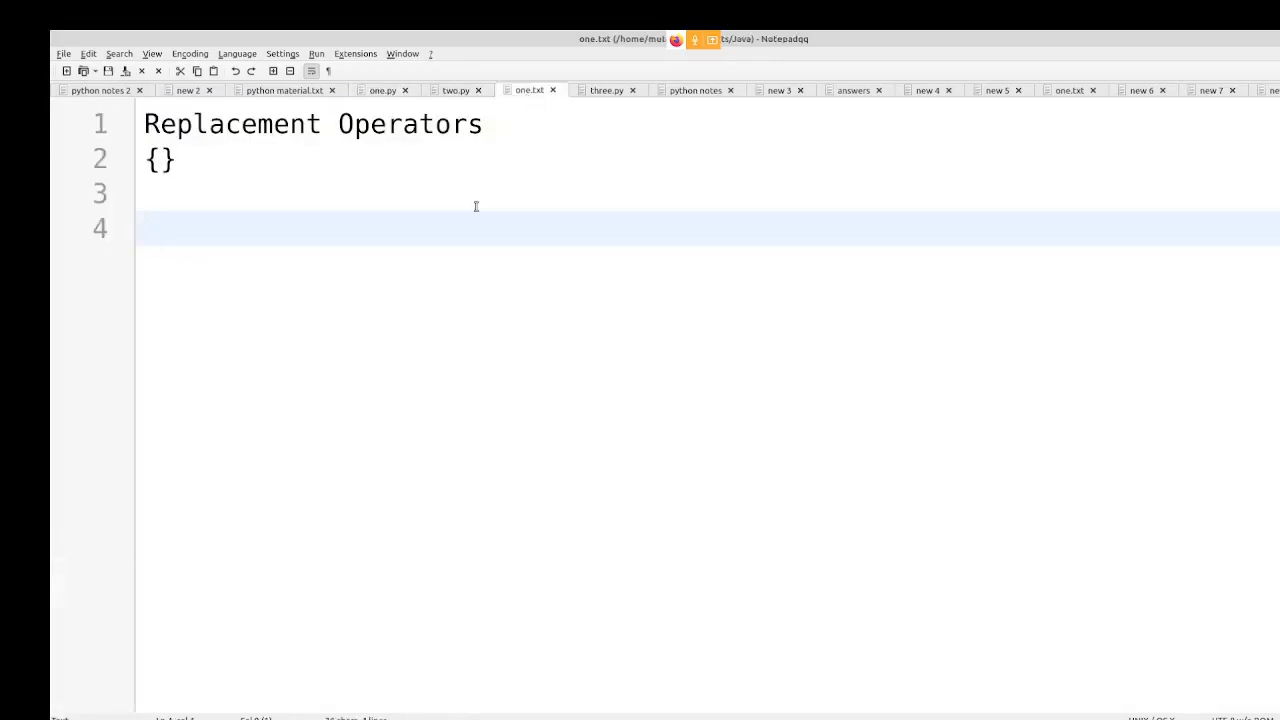 one.txt (/home/mub ts/Java) - Notepadqq
File Edit Search View Encoding Language Settings Run Extensions Window ?
python notes 2 new 2 python material.txt one.py two.py one.txt three.py python notes new 3 answers new 4 new 5 one.txt new 6 new 7 ne
1 Replacement Operators
2 {}
3
4